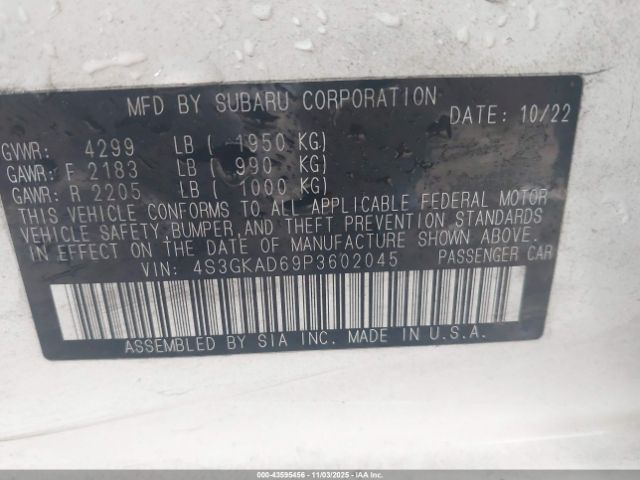 MFD BY SUBARU CORPORATION DATE: 10/22
GVWR: 4299 LB ( 1950 KG)
GAWR: F 2183 LB ( 990 KG)
GAWR: R 2205 LB ( 1000 KG)
THIS VEHICLE CONFORMS TO ALL APPLICABLE FEDERAL MOTOR
VEHICLE SAFETY, BUMPER, AND THEFT PREVENTION STANDARDS
IN EFFECT ON THE DATE OF MANUFACTURE SHOWN ABOVE.
VIN: 4S3GKAD69P3602045 PASSENGER CAR
ASSEMBLED BY SIA INC. MADE IN U.S.A.
000-43595456 - 11/03/2025 - IAAI.com